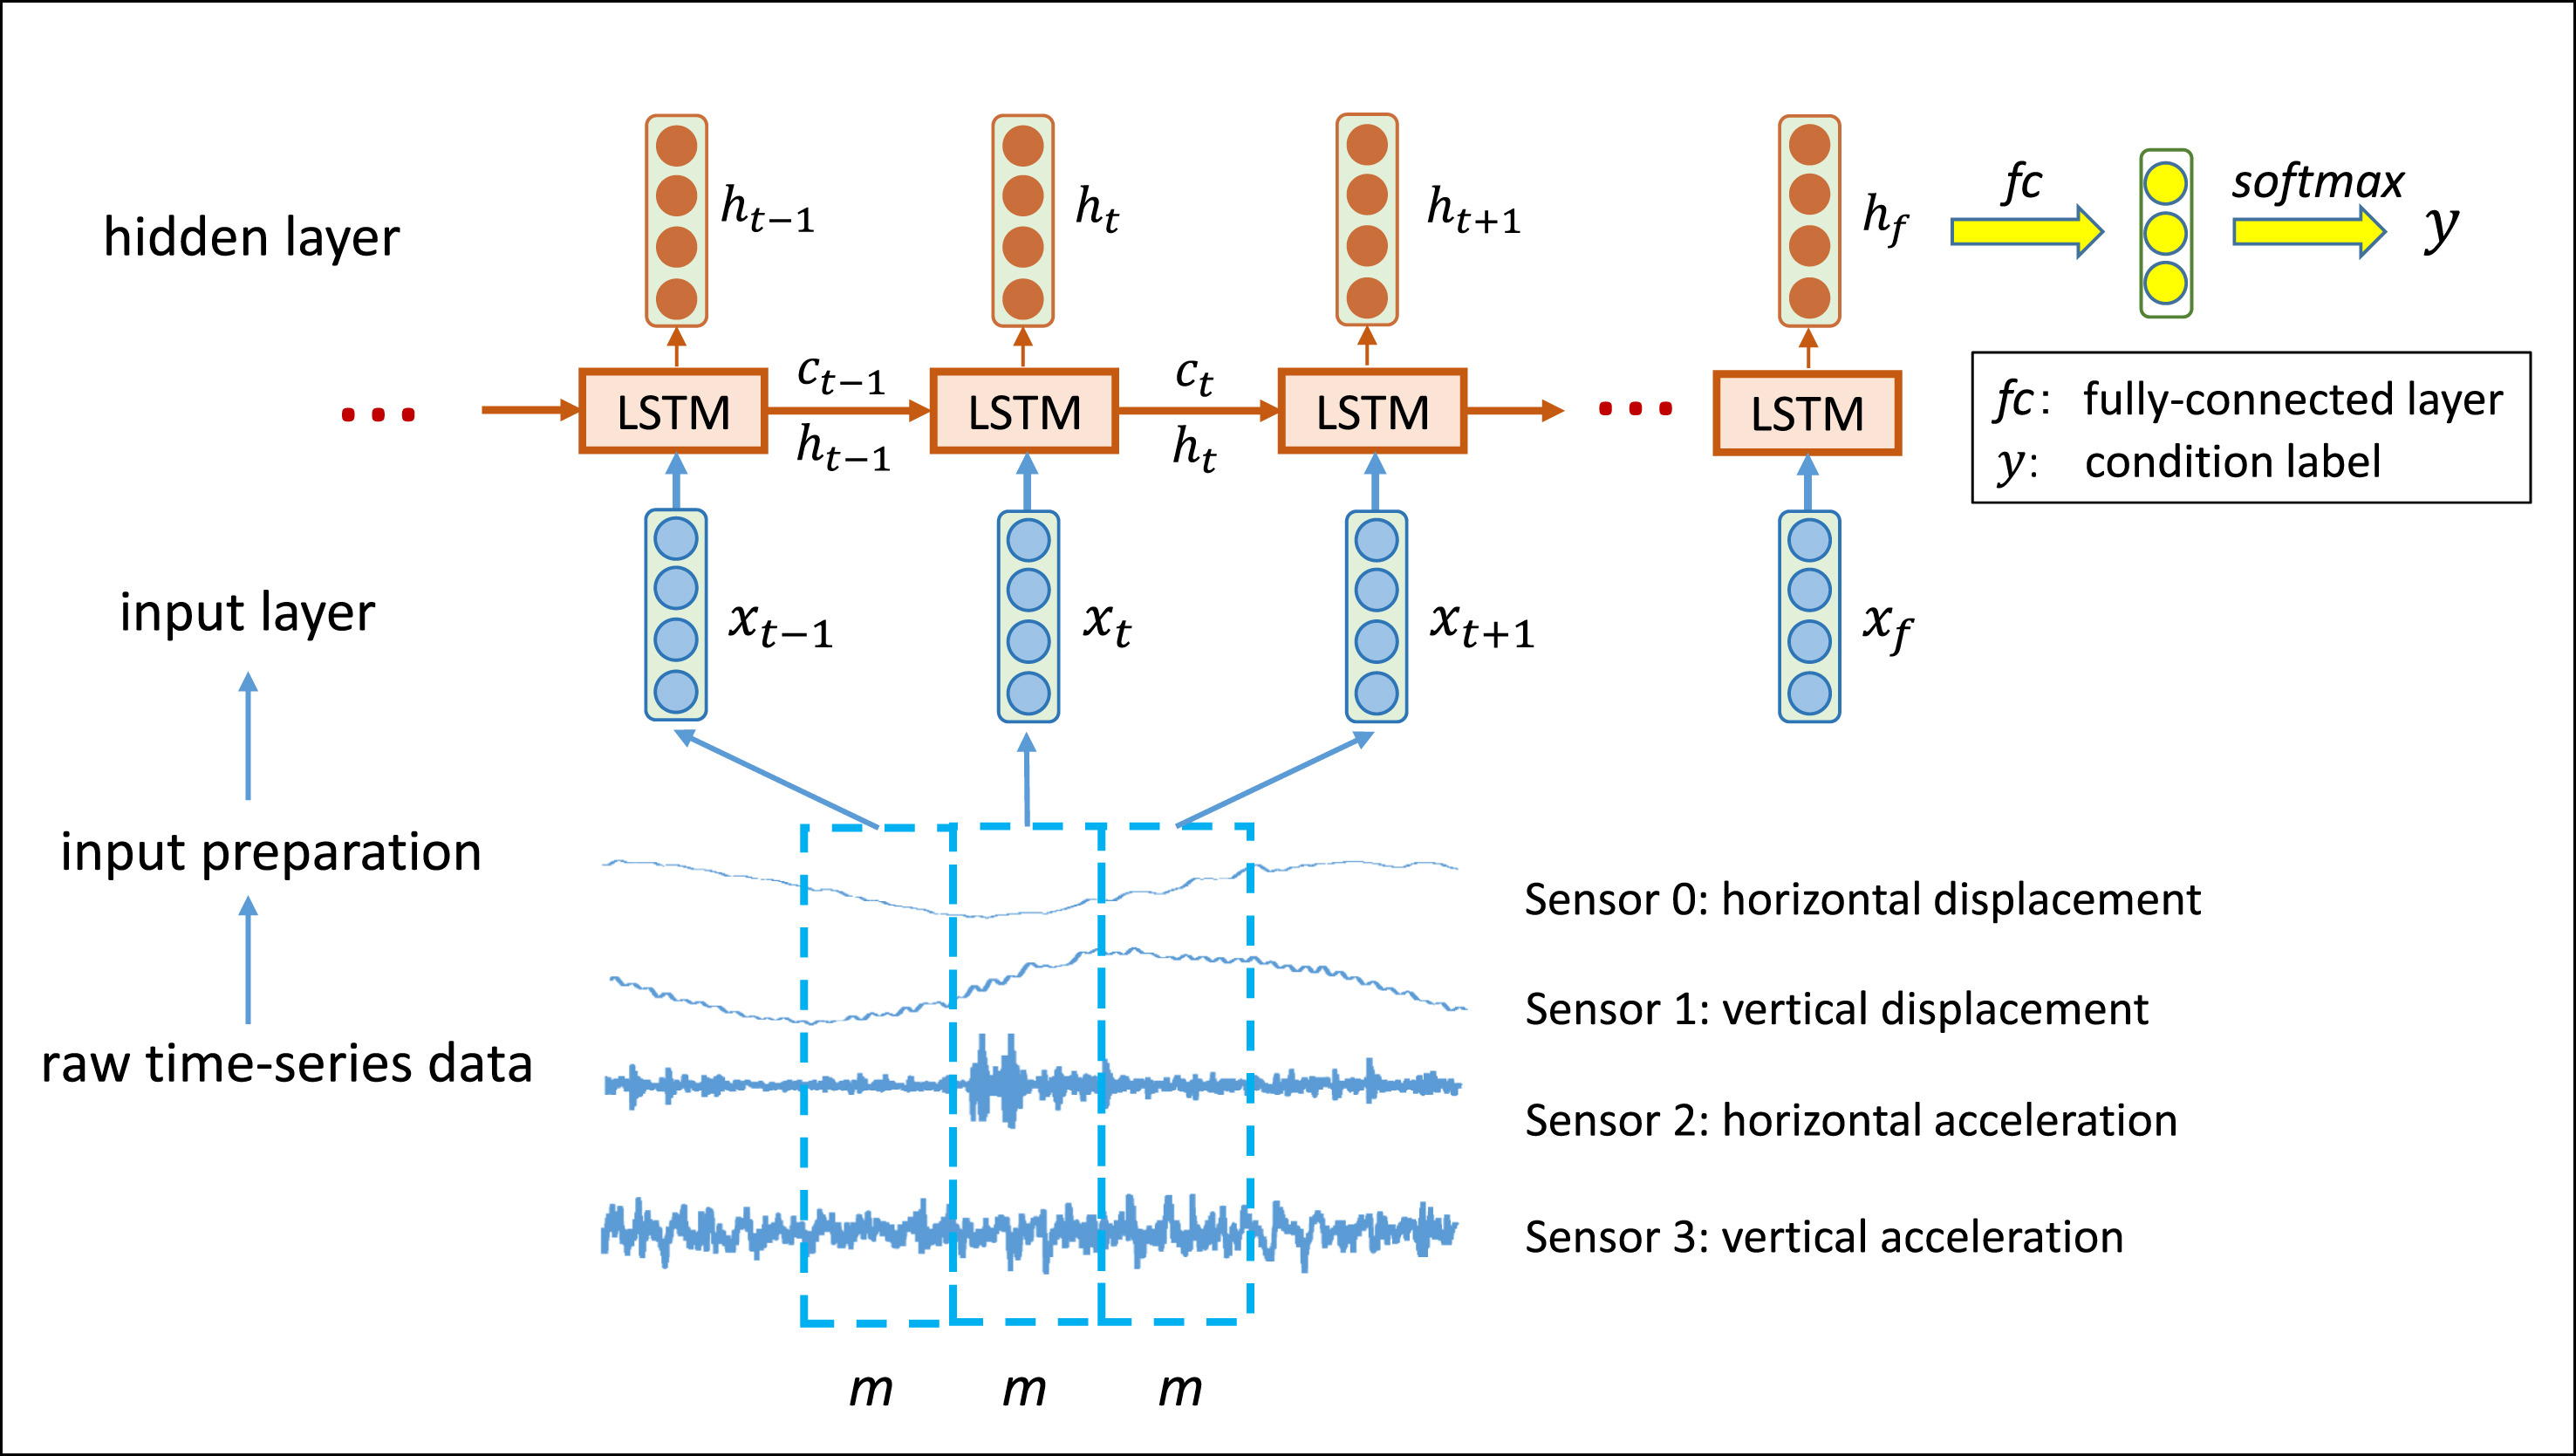 hidden layer
h_{t−1}
h_t
h_{t+1}
h_f
fc
softmax
y
LSTM
c_{t−1}
h_{t−1}
LSTM
c_t
h_t
LSTM
LSTM
fc: fully-connected layer
y: condition label
input layer
x_{t−1}
x_t
x_{t+1}
x_f
input preparation
raw time-series data
Sensor 0: horizontal displacement
Sensor 1: vertical displacement
Sensor 2: horizontal acceleration
Sensor 3: vertical acceleration
m m m